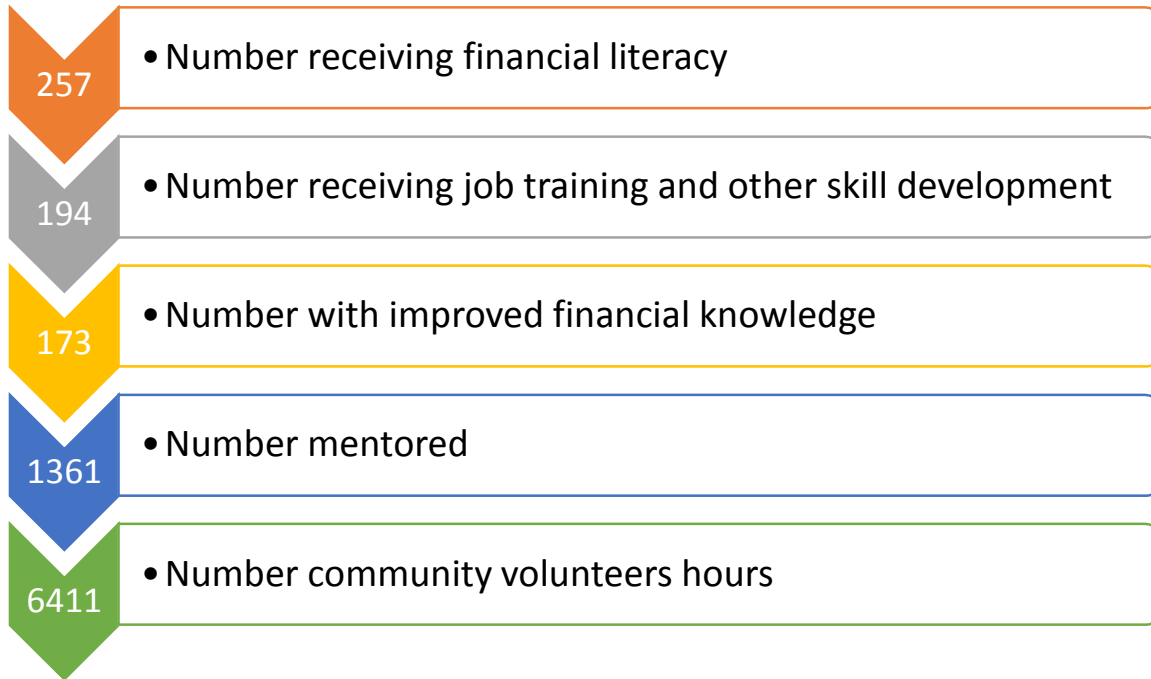 257
• Number receiving financial literacy
194
• Number receiving job training and other skill development
173
• Number with improved financial knowledge
1361
• Number mentored
6411
• Number community volunteers hours